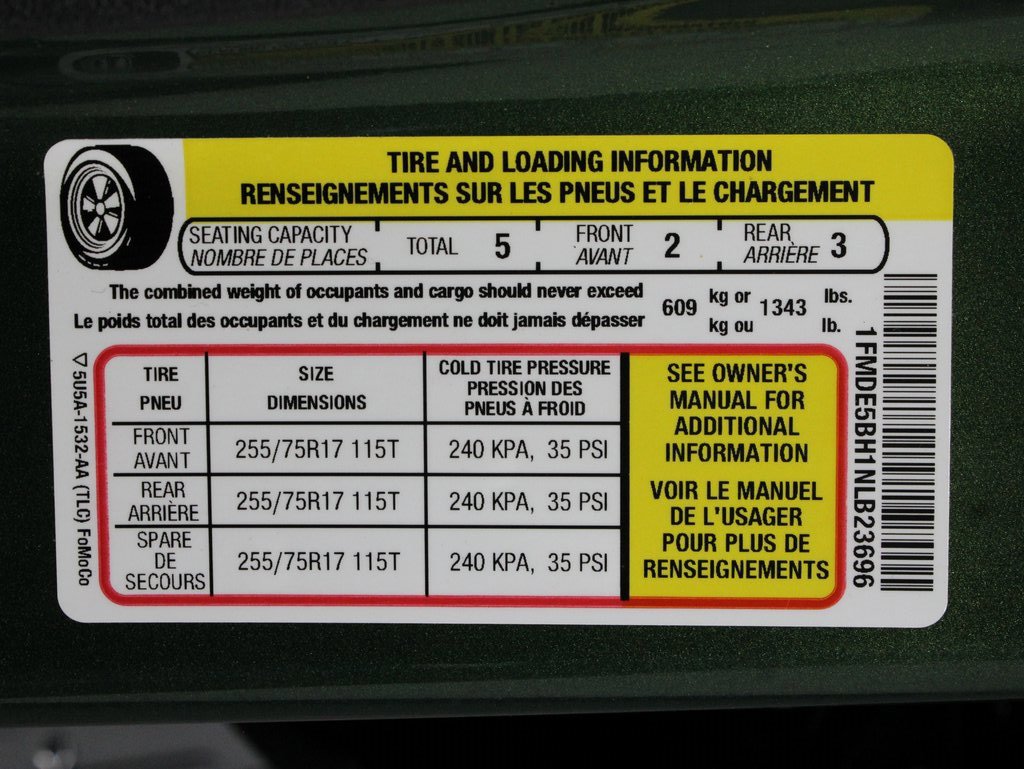 TIRE AND LOADING INFORMATION
RENSEIGNEMENTS SUR LES PNEUS ET LE CHARGEMENT
SEATING CAPACITY TOTAL 5 FRONT 2 REAR 3
NOMBRE DE PLACES AVANT ARRIÈRE
The combined weight of occupants and cargo should never exceed 609 kg or 1343 lbs.
Le poids total des occupants et du chargement ne doit jamais dépasser kg ou lb.
TIRE SIZE COLD TIRE PRESSURE
PNEU DIMENSIONS PRESSION DES
PNEUS À FROID
FRONT
AVANT 255/75R17 115T 240 KPA, 35 PSI
REAR
ARRIÈRE 255/75R17 115T 240 KPA, 35 PSI
SPARE
DE
SECOURS 255/75R17 115T 240 KPA, 35 PSI
SEE OWNER'S
MANUAL FOR
ADDITIONAL
INFORMATION
VOIR LE MANUEL
DE L'USAGER
POUR PLUS DE
RENSEIGNEMENTS
▽5U5A-1532-AA (TLC) FoMoCo
1FMDE5BH1NLB23696